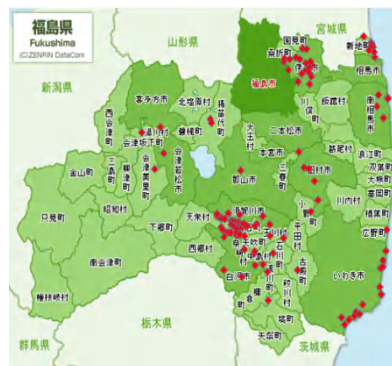 福島県
Fukushima
(C)ZENRIN DataCom
宮城県
山形県
新潟県
国見町
桑折町
伊達市
新地町
相馬市
福島市
喜多方市
北塩原村
猪苗代町
川俣町
飯舘村
南相馬市
西会津町
湯川村
会津坂下町
磐梯町
大玉村
二本松市
本宮市
葛尾村
浪江町
双葉町
大熊町
富岡町
金山町
三島町
柳津町
会津美里町
会津若松市
郡山市
三春町
田村市
川内村
楢葉町
広野町
只見町
昭和村
下郷町
天栄村
須賀川市
小野町
平田村
西郷村
矢吹町
玉川村
石川町
古殿町
いわき市
南会津町
中島村
白河市
棚倉町
鮫川村
塙町
矢祭町
檜枝岐村
栃木県
群馬県
茨城県